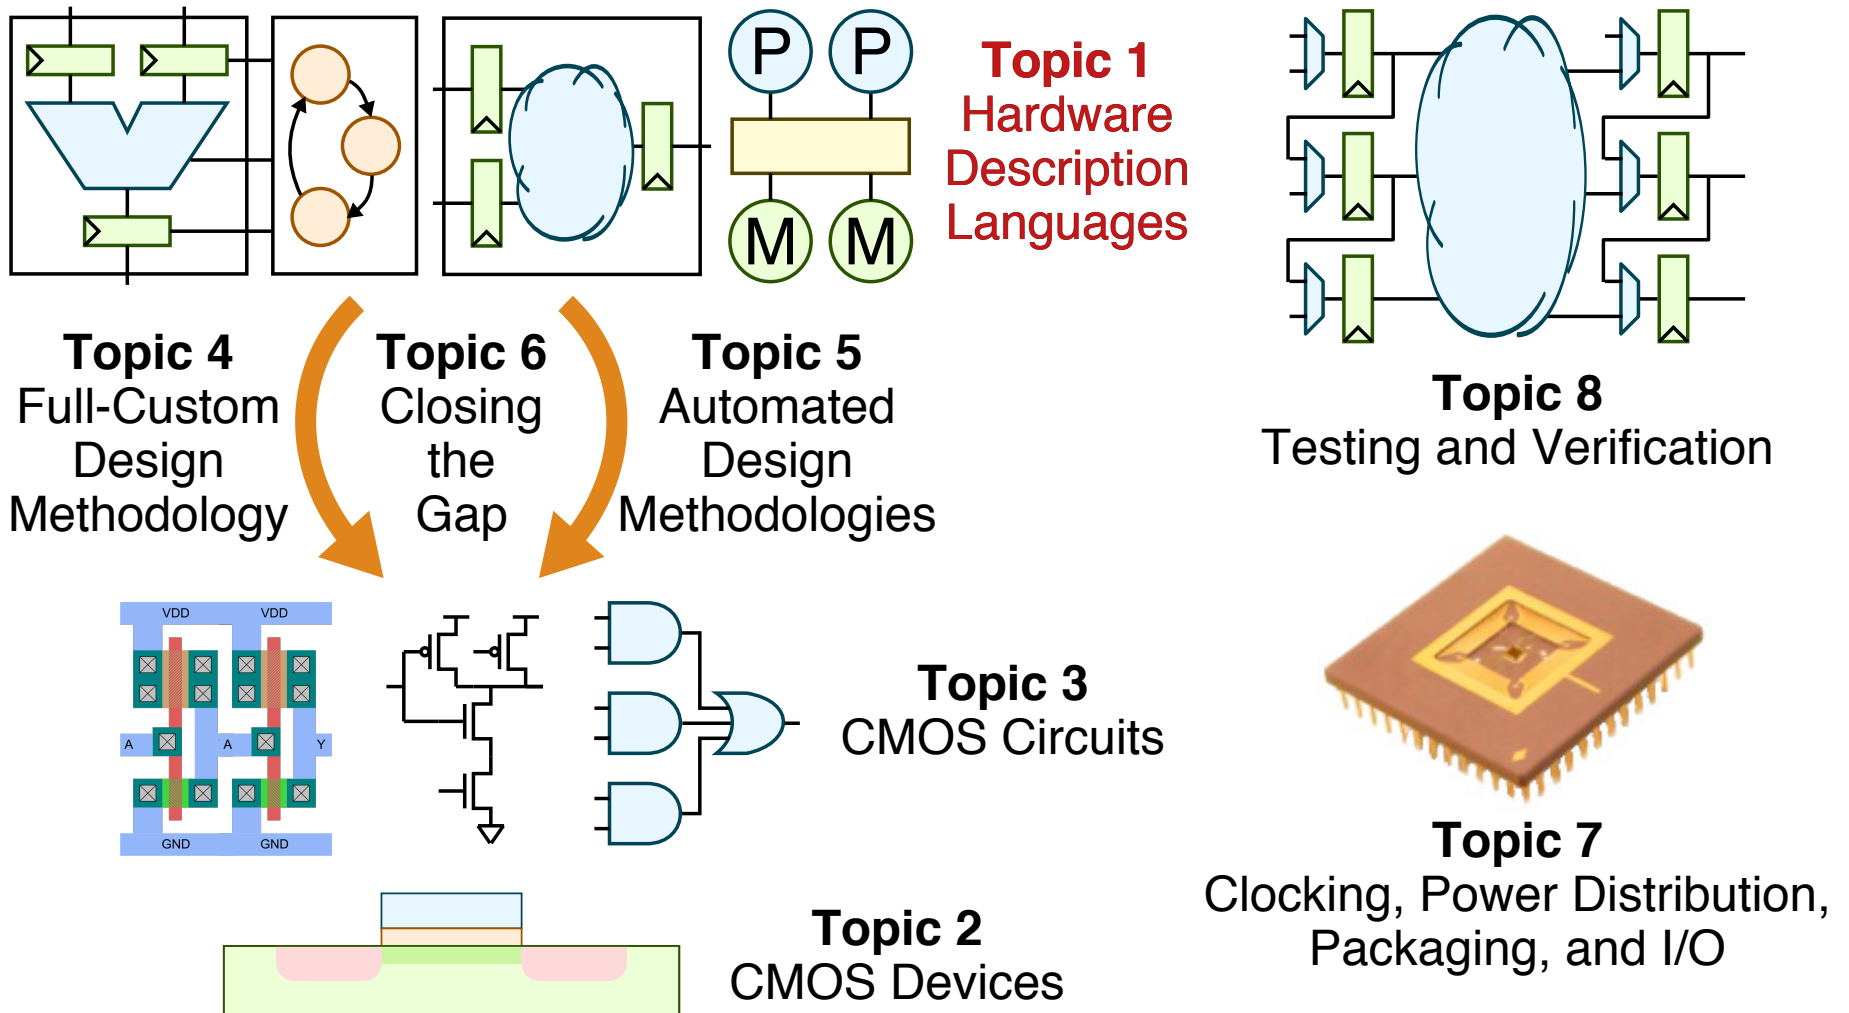 P P
M M
Topic 1
Hardware
Description
Languages
Topic 4
Full-Custom
Design
Methodology
Topic 6
Closing
the
Gap
Topic 5
Automated
Design
Methodologies
Topic 8
Testing and Verification
VDD VDD
A A Y
GND GND
Topic 3
CMOS Circuits
Topic 7
Clocking, Power Distribution,
Packaging, and I/O
Topic 2
CMOS Devices